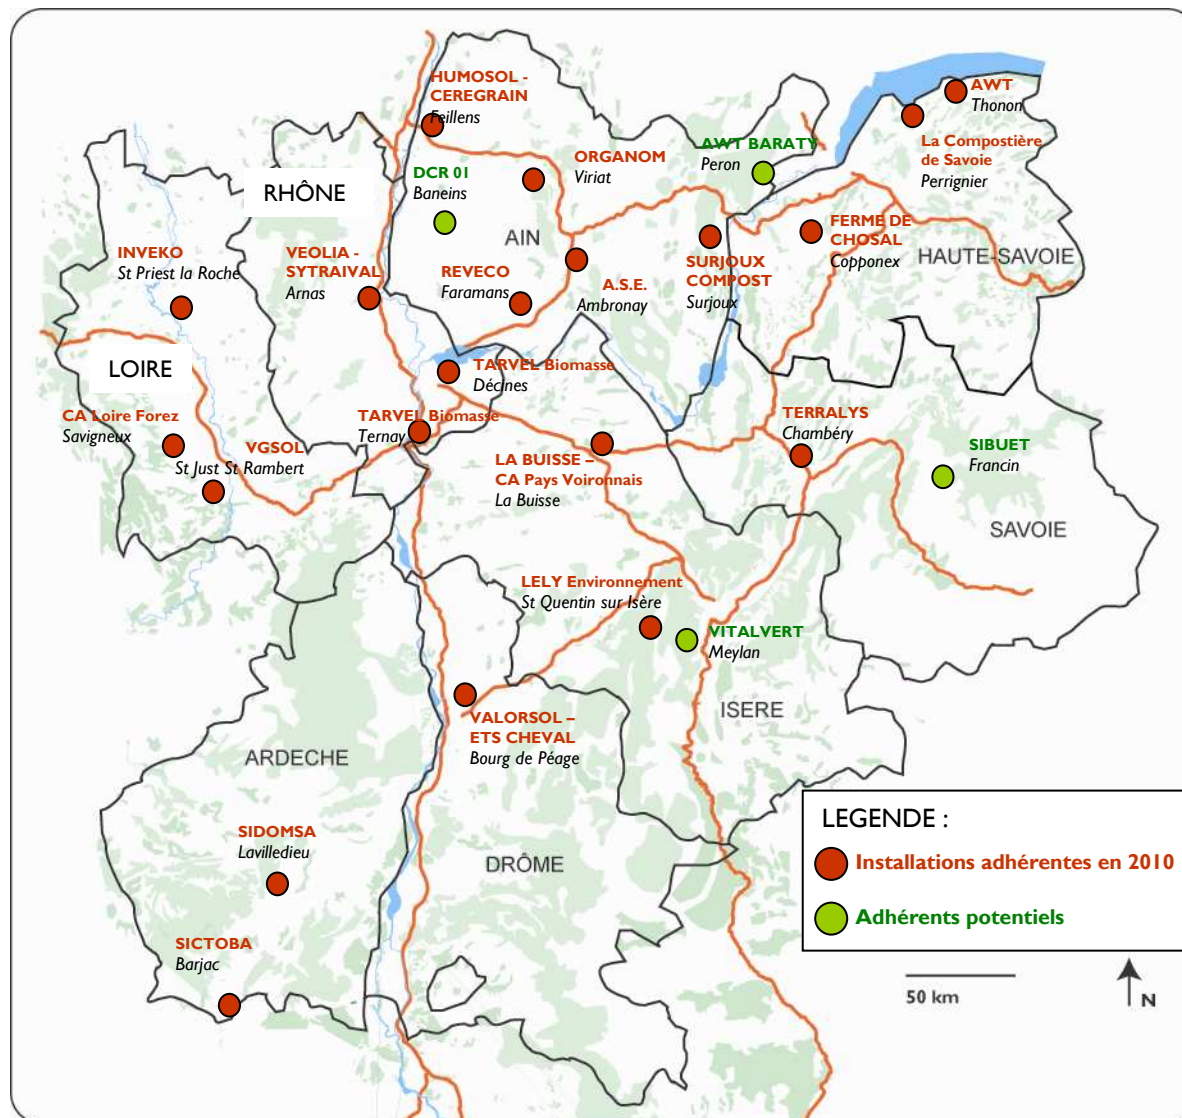 HUMOSOL -
CEREGRAIN
Feillens
AWT
Thonon
La Compostière
de Savoie
Perrignier
AWT BARATY
Peron
ORGANOM
Viriat
DCR 01
Baneins
RHÔNE
AIN
FERME DE
CHOSAL
Copponex
HAUTE-SAVOIE
INVEKO
St Priest la Roche
VEOLIA -
SYTRAIVAL
Arnas
REVECO
Faramans
A.S.E.
Ambronay
SURJOUX
COMPOST
Surjoux
LOIRE
TARVEL Biomasse
Décines
CA Loire Forez
Savigneux
TARVEL Biomasse
Ternay
VGSOL
St Just St Rambert
LA BUISSE –
CA Pays Voironnais
La Buisse
TERRALYS
Chambéry
SIBUET
Francin
SAVOIE
LELY Environnement
St Quentin sur Isère
VITALVERT
Meylan
ISERE
VALORSOL –
ETS CHEVAL
Bourg de Péage
ARDECHE
SIDOMSA
Lavilledieu
DRÔME
SICTOBA
Barjac
LEGENDE :
Installations adhérentes en 2010
Adhérents potentiels
50 km
N